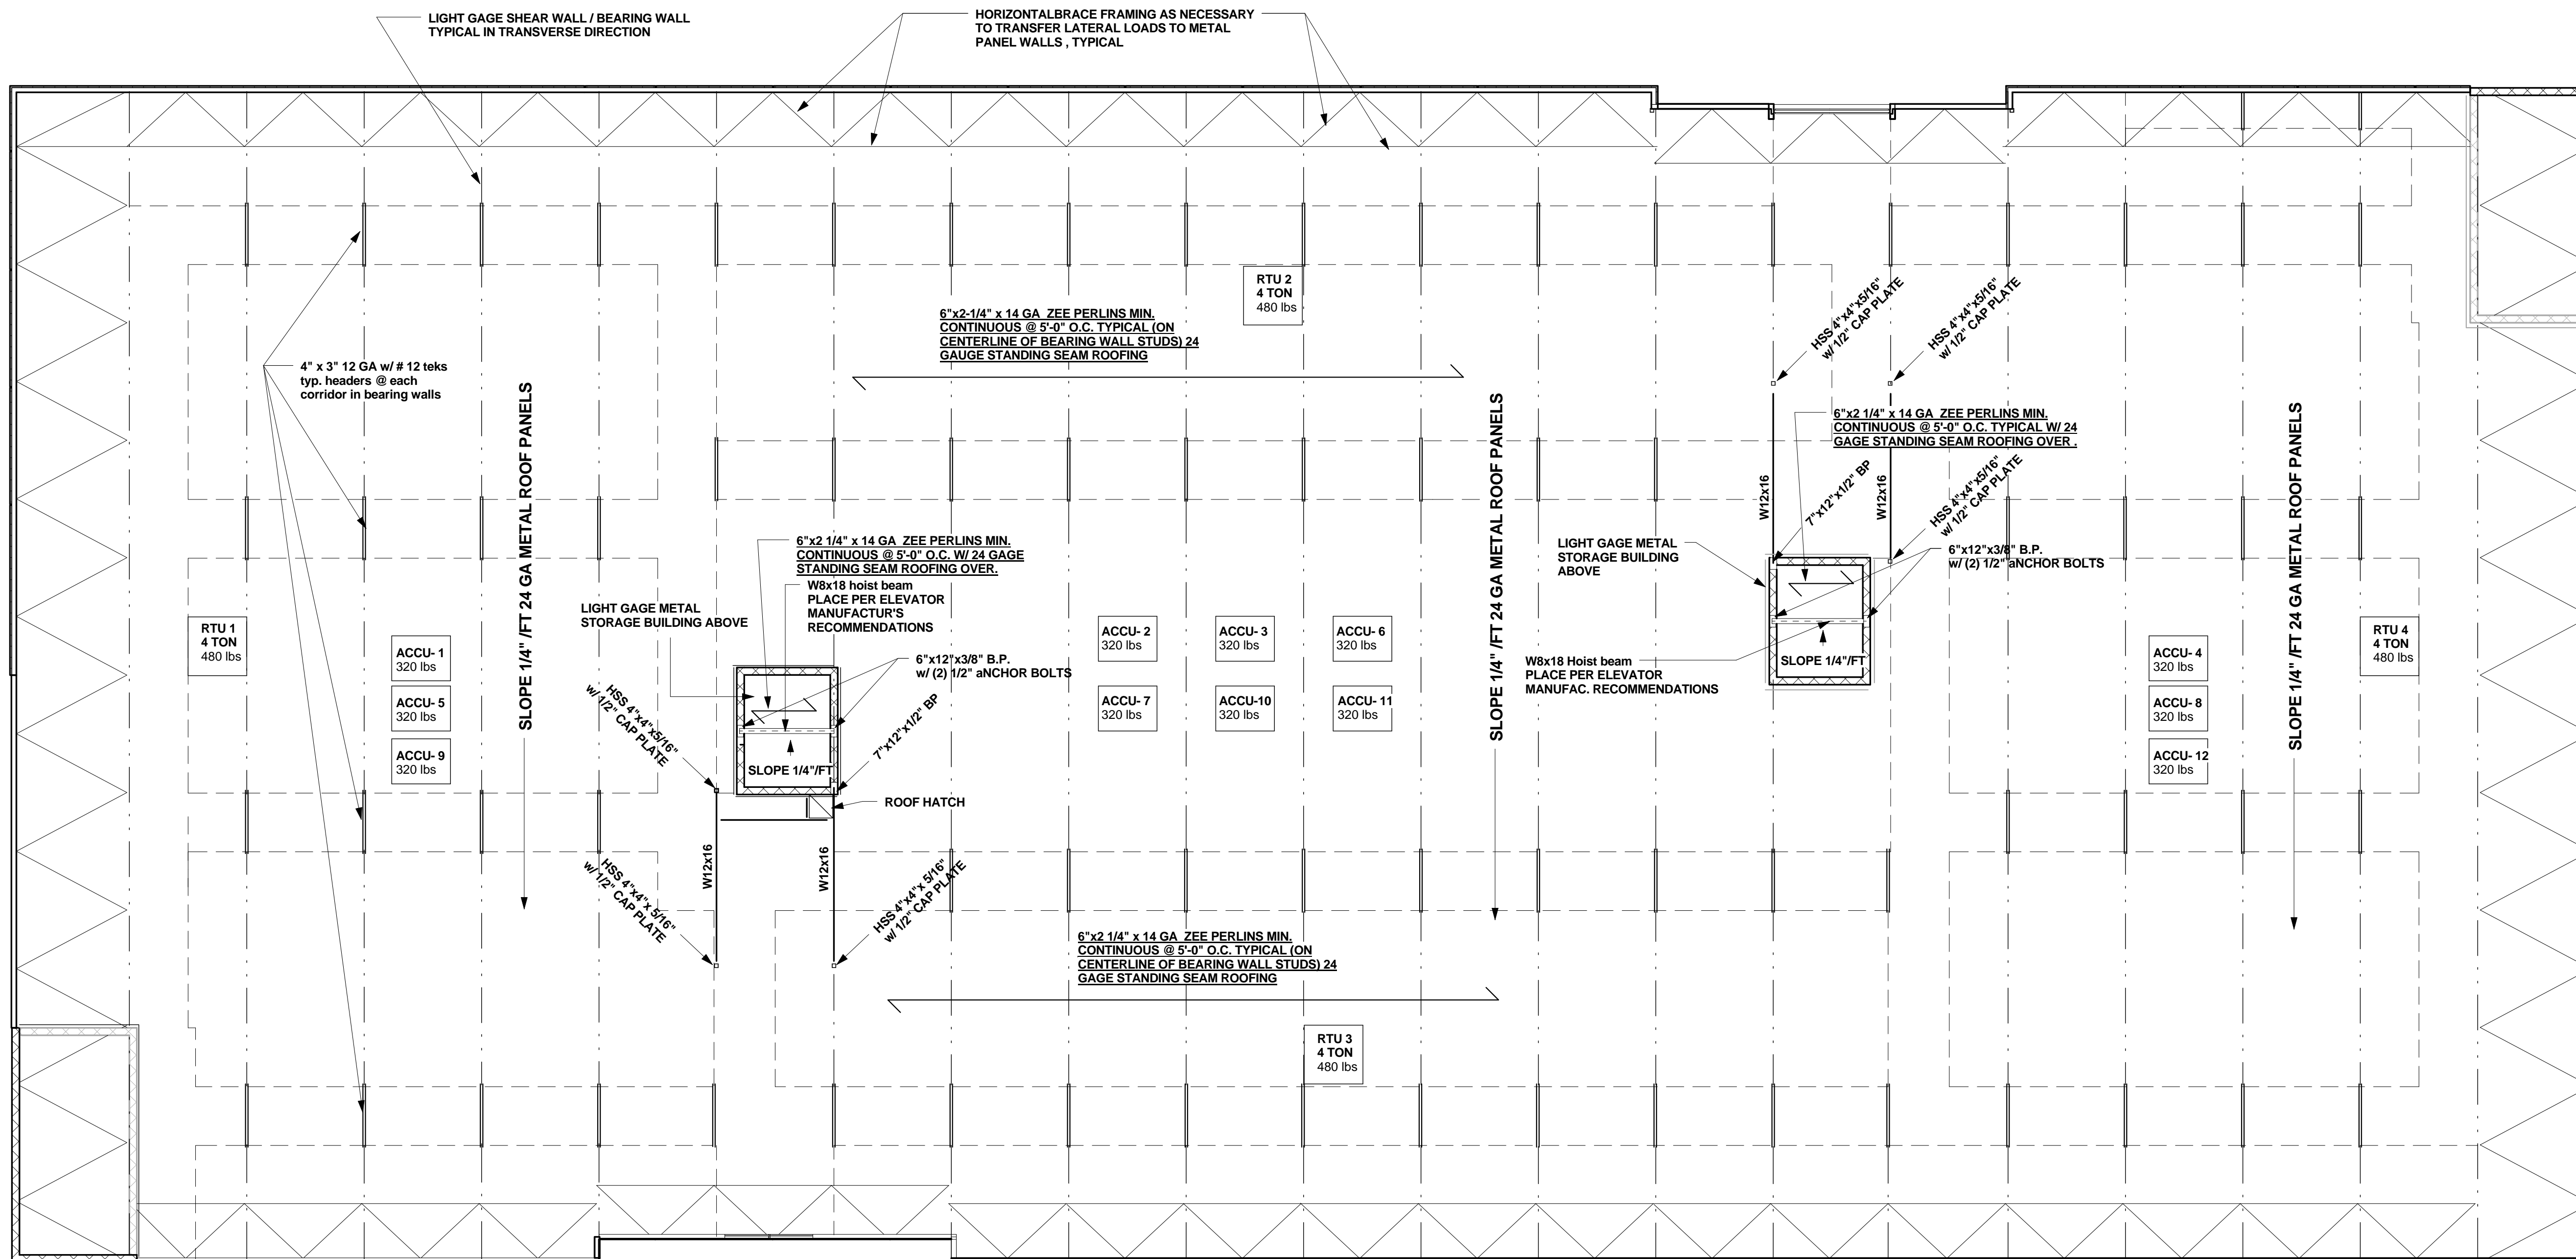 LIGHT GAGE SHEAR WALL / BEARING WALL
TYPICAL IN TRANSVERSE DIRECTION
HORIZONTALBRACE FRAMING AS NECESSARY
TO TRANSFER LATERAL LOADS TO METAL
PANEL WALLS , TYPICAL
RTU 2
4 TON
480 lbs
6"x2-1/4" x 14 GA ZEE PERLINS MIN.
CONTINUOUS @ 5'-0" O.C. TYPICAL (ON
CENTERLINE OF BEARING WALL STUDS) 24
GAUGE STANDING SEAM ROOFING
HSS 4"x4"x5/16"
w/ 1/2" CAP PLATE
HSS 4"x4"x5/16"
w/ 1/2" CAP PLATE
4" x 3" 12 GA w/ # 12 teks
typ. headers @ each
corridor in bearing walls
SLOPE 1/4" /FT 24 GA METAL ROOF PANELS
SLOPE 1/4" /FT 24 GA METAL ROOF PANELS
SLOPE 1/4" /FT 24 GA METAL ROOF PANELS
6"x2 1/4" x 14 GA ZEE PERLINS MIN.
CONTINUOUS @ 5'-0" O.C. TYPICAL W/ 24
GAGE STANDING SEAM ROOFING OVER .
W12x16
7"x12"x1/2" BP
W12x16
HSS 4"x4"x5/16"
w/ 1/2" CAP PLATE
6"x2 1/4" x 14 GA ZEE PERLINS MIN.
CONTINUOUS @ 5'-0" O.C. W/ 24 GAGE
STANDING SEAM ROOFING OVER.
W8x18 hoist beam
PLACE PER ELEVATOR
MANUFACTUR'S
RECOMMENDATIONS
LIGHT GAGE METAL
STORAGE BUILDING ABOVE
LIGHT GAGE METAL
STORAGE BUILDING
ABOVE
6"x12"x3/8" B.P.
w/ (2) 1/2" aNCHOR BOLTS
RTU 1
4 TON
480 lbs
ACCU- 1
320 lbs
ACCU- 5
320 lbs
ACCU- 9
320 lbs
6"x12"x3/8" B.P.
w/ (2) 1/2" aNCHOR BOLTS
ACCU- 2
320 lbs
ACCU- 3
320 lbs
ACCU- 6
320 lbs
ACCU- 7
320 lbs
ACCU-10
320 lbs
ACCU- 11
320 lbs
W8x18 Hoist beam
PLACE PER ELEVATOR
MANUFAC. RECOMMENDATIONS
SLOPE 1/4"/FT
ACCU- 4
320 lbs
ACCU- 8
320 lbs
ACCU- 12
320 lbs
RTU 4
4 TON
480 lbs
HSS 4"x4"x5/16"
w/ 1/2" CAP PLATE
SLOPE 1/4"/FT
7"x12"x1/2" BP
ROOF HATCH
W12x16
W12x16
HSS 4"x4"x 5/16"
w/ 1/2" CAP PLATE
HSS 4"x4"x 5/16"
w/ 1/2" CAP PLATE
6"x2 1/4" x 14 GA ZEE PERLINS MIN.
CONTINUOUS @ 5'-0" O.C. TYPICAL (ON
CENTERLINE OF BEARING WALL STUDS) 24
GAGE STANDING SEAM ROOFING
RTU 3
4 TON
480 lbs